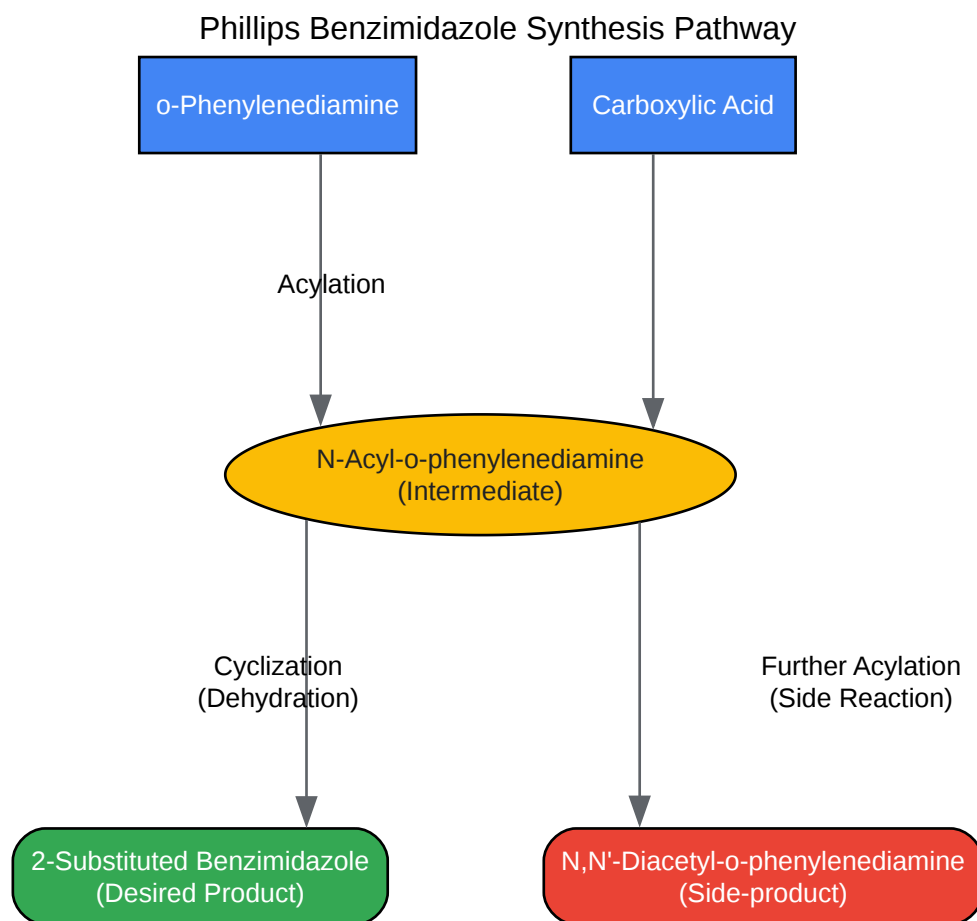 Phillips Benzimidazole Synthesis Pathway
o-Phenylenediamine
Carboxylic Acid
Acylation
N-Acyl-o-phenylenediamine
(Intermediate)
Cyclization
(Dehydration)
Further Acylation
(Side Reaction)
2-Substituted Benzimidazole
(Desired Product)
N,N'-Diacetyl-o-phenylenediamine
(Side-product)